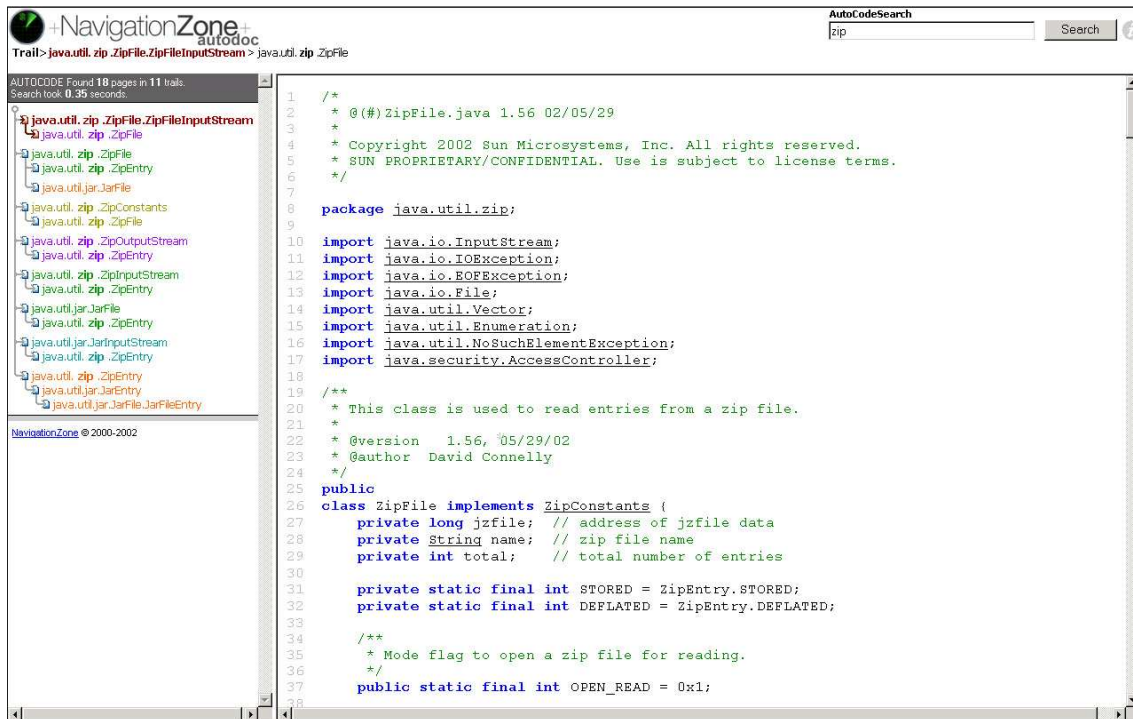 +NavigationZone+
autodoc
AutoCodeSearch
zip
Search
Trail> java.util. zip .ZipFile.ZipFileInputStream > java.util. zip .ZipFile
AUTOCODE Found 18 pages in 11 trails.
Search took 0.35 seconds.
java.util. zip .ZipFile.ZipFileInputStream
java.util. zip .ZipFile
java.util. zip .ZipFile
java.util. zip .ZipEntry
java.util.jar.JarFile
java.util. zip .ZipConstants
java.util. zip .ZipFile
java.util. zip .ZipOutputStream
java.util. zip .ZipEntry
java.util. zip .ZipInputStream
java.util. zip .ZipEntry
java.util.jar.JarFile
java.util. zip .ZipEntry
java.util.jar.JarInputStream
java.util. zip .ZipEntry
java.util. zip .ZipEntry
java.util.jar.JarEntry
java.util.jar.JarFile.JarFileEntry
NavigationZone © 2000-2002
1 /*
2 * @(#)ZipFile.java 1.56 02/05/29
3 *
4 * Copyright 2002 Sun Microsystems, Inc. All rights reserved.
5 * SUN PROPRIETARY/CONFIDENTIAL. Use is subject to license terms.
6 */
7
8 package java.util.zip;
9
10 import java.io.InputStream;
11 import java.io.IOException;
12 import java.io.EOFException;
13 import java.io.File;
14 import java.util.Vector;
15 import java.util.Enumeration;
16 import java.util.NoSuchElementException;
17 import java.security.AccessController;
18
19 /**
20 * This class is used to read entries from a zip file.
21 *
22 * @version 1.56, 05/29/02
23 * @author David Connelly
24 */
25 public
26 class ZipFile implements ZipConstants {
27 private long jzfile; // address of jzfile data
28 private String name; // zip file name
29 private int total; // total number of entries
30
31 private static final int STORED = ZipEntry.STORED;
32 private static final int DEFLATED = ZipEntry.DEFLATED;
33
34 /**
35 * Mode flag to open a zip file for reading.
36 */
37 public static final int OPEN_READ = 0x1;
38